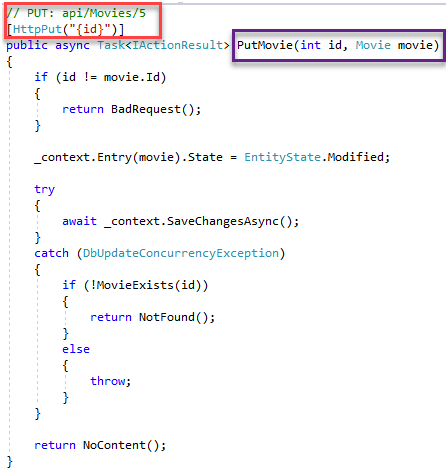 // PUT: api/Movies/5
[HttpPut("{id}")]
public async Task<IActionResult> PutMovie(int id, Movie movie)
{
if (id != movie.Id)
{
return BadRequest();
}
_context.Entry(movie).State = EntityState.Modified;
try
{
await _context.SaveChangesAsync();
}
catch (DbUpdateConcurrencyException)
{
if (!MovieExists(id))
{
return NotFound();
}
else
{
throw;
}
}
return NoContent();
}